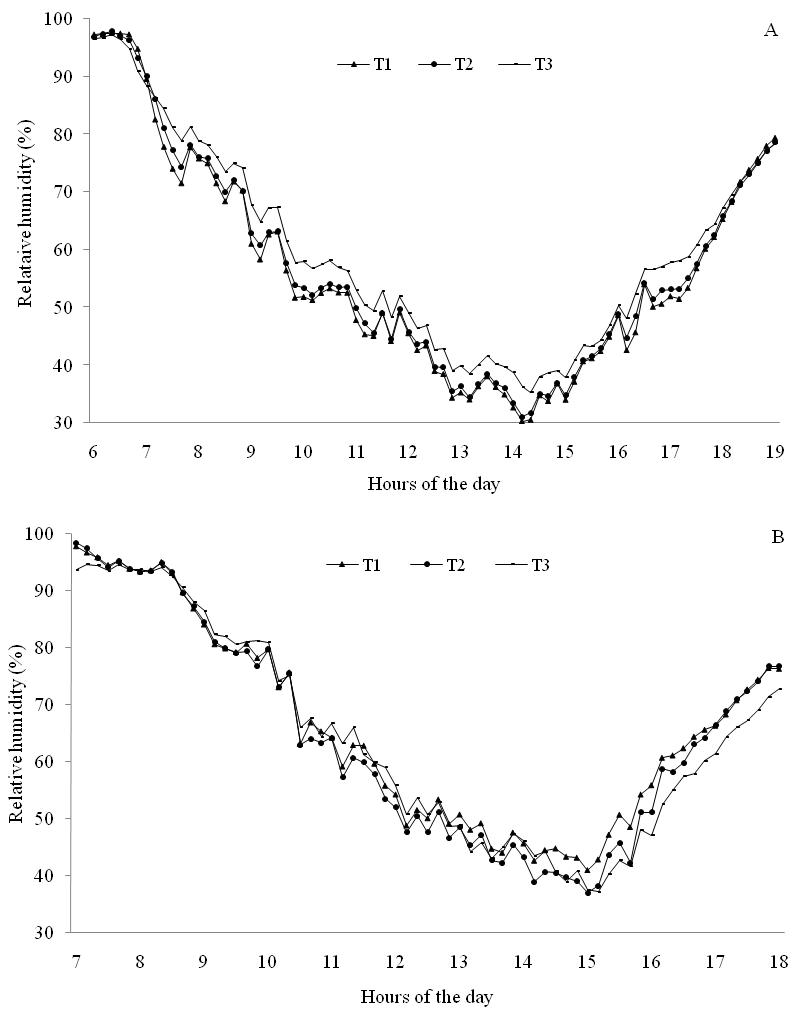 A
T1 T2 T3
100
90
80
70
60
50
40
30
Relataive humidity (%)
6 7 8 9 10 11 12 13 14 15 16 17 18 19
Hours of the day
B
T1 T2 T3
100
90
80
70
60
50
40
30
Relative humidity (%)
7 8 9 10 11 12 13 14 15 16 17 18
Hours of the day